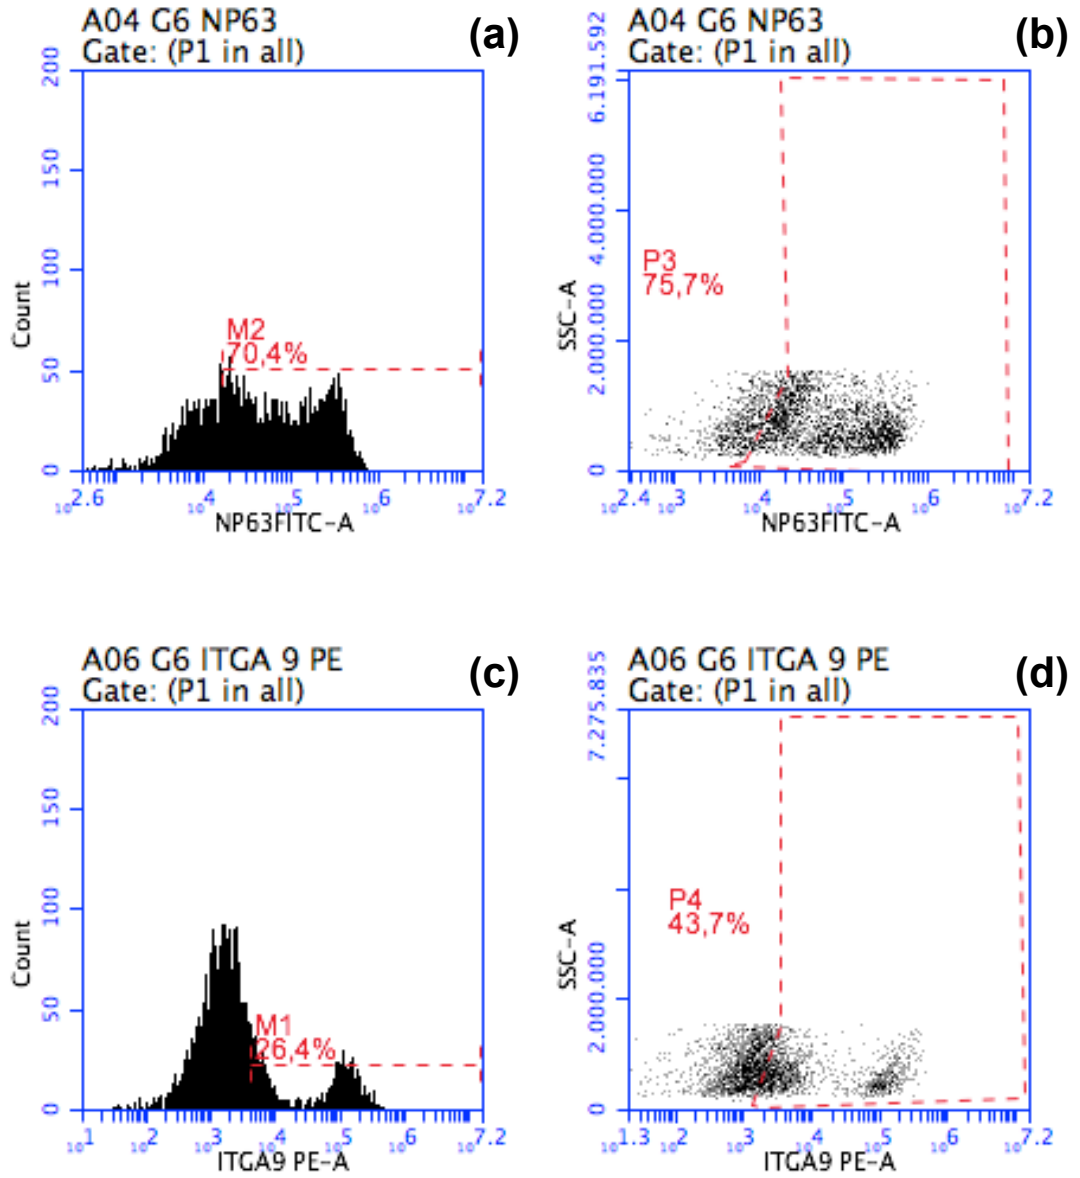 A04 G6 NP63
Gate: (P1 in all)
(a)
200
150
100
50
0
Count
M2
70,4%
10^2.6
10^4
10^5
10^6
10^7.2
NP63FITC-A
A04 G6 NP63
Gate: (P1 in all)
(b)
6.191.592
4.000.000
2.000.000
0
SSC-A
P3
75,7%
10^2.4
10^3
10^4
10^5
10^6
10^7.2
NP63FITC-A
A06 G6 ITGA 9 PE
Gate: (P1 in all)
(c)
200
150
100
50
0
Count
M1
26,4%
10^1
10^2
10^3
10^4
10^5
10^6
10^7.2
ITGA9 PE-A
A06 G6 ITGA 9 PE
Gate: (P1 in all)
(d)
7.275.835
2.000.000
0
SSC-A
P4
43,7%
10^1.3
10^2
10^3
10^4
10^5
10^6
10^7.2
ITGA9 PE-A